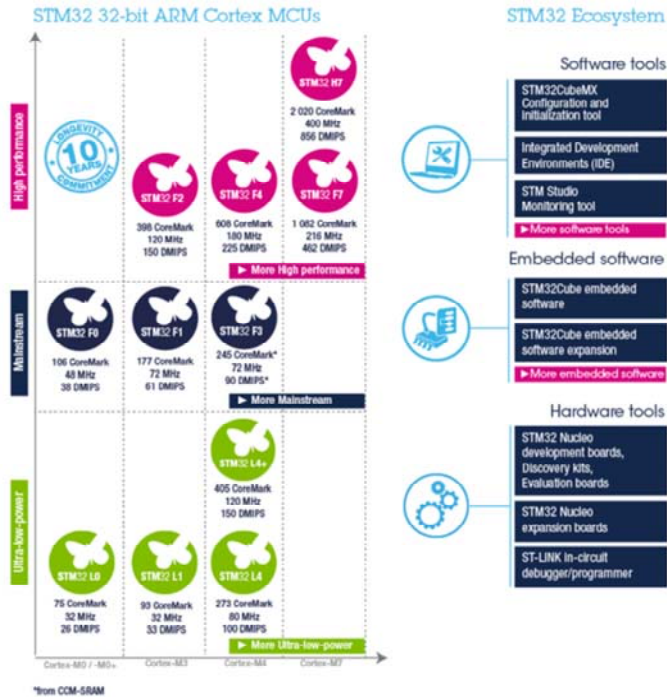 STM32 32-bit ARM Cortex MCUs
STM32 Ecosystem
High performance
LONGEVITY
10
YEARS
COMMITMENT
STM32 H7
2 020 CoreMark
400 MHz
856 DMIPS
STM32 F2
398 CoreMark
120 MHz
150 DMIPS
STM32 F4
608 CoreMark
180 MHz
225 DMIPS
STM32 F7
1 082 CoreMark
216 MHz
462 DMIPS
► More High performance
Mainstream
STM32 F0
106 CoreMark
48 MHz
38 DMIPS
STM32 F1
177 CoreMark
72 MHz
61 DMIPS
STM32 F3
245 CoreMark*
72 MHz
90 DMIPS*
► More Mainstream
Ultra-low-power
STM32 L4+
405 CoreMark
120 MHz
150 DMIPS
STM32 L0
75 CoreMark
32 MHz
26 DMIPS
STM32 L1
93 CoreMark
32 MHz
33 DMIPS
STM32 L4
273 CoreMark
80 MHz
100 DMIPS
► More Ultra-low-power
Cortex-M0 / -M0+
Cortex-M3
Cortex-M4
Cortex-M7
*from CCM-SRAM
Software tools
STM32CubeMX
Configuration and
Initialization tool
Integrated Development
Environments (IDE)
STM Studio
Monitoring tool
►More software tools
Embedded software
STM32Cube embedded
software
STM32Cube embedded
software expansion
►More embedded software
Hardware tools
STM32 Nucleo
development boards,
Discovery kits,
Evaluation boards
STM32 Nucleo
expansion boards
ST-LINK in-circuit
debugger/programmer